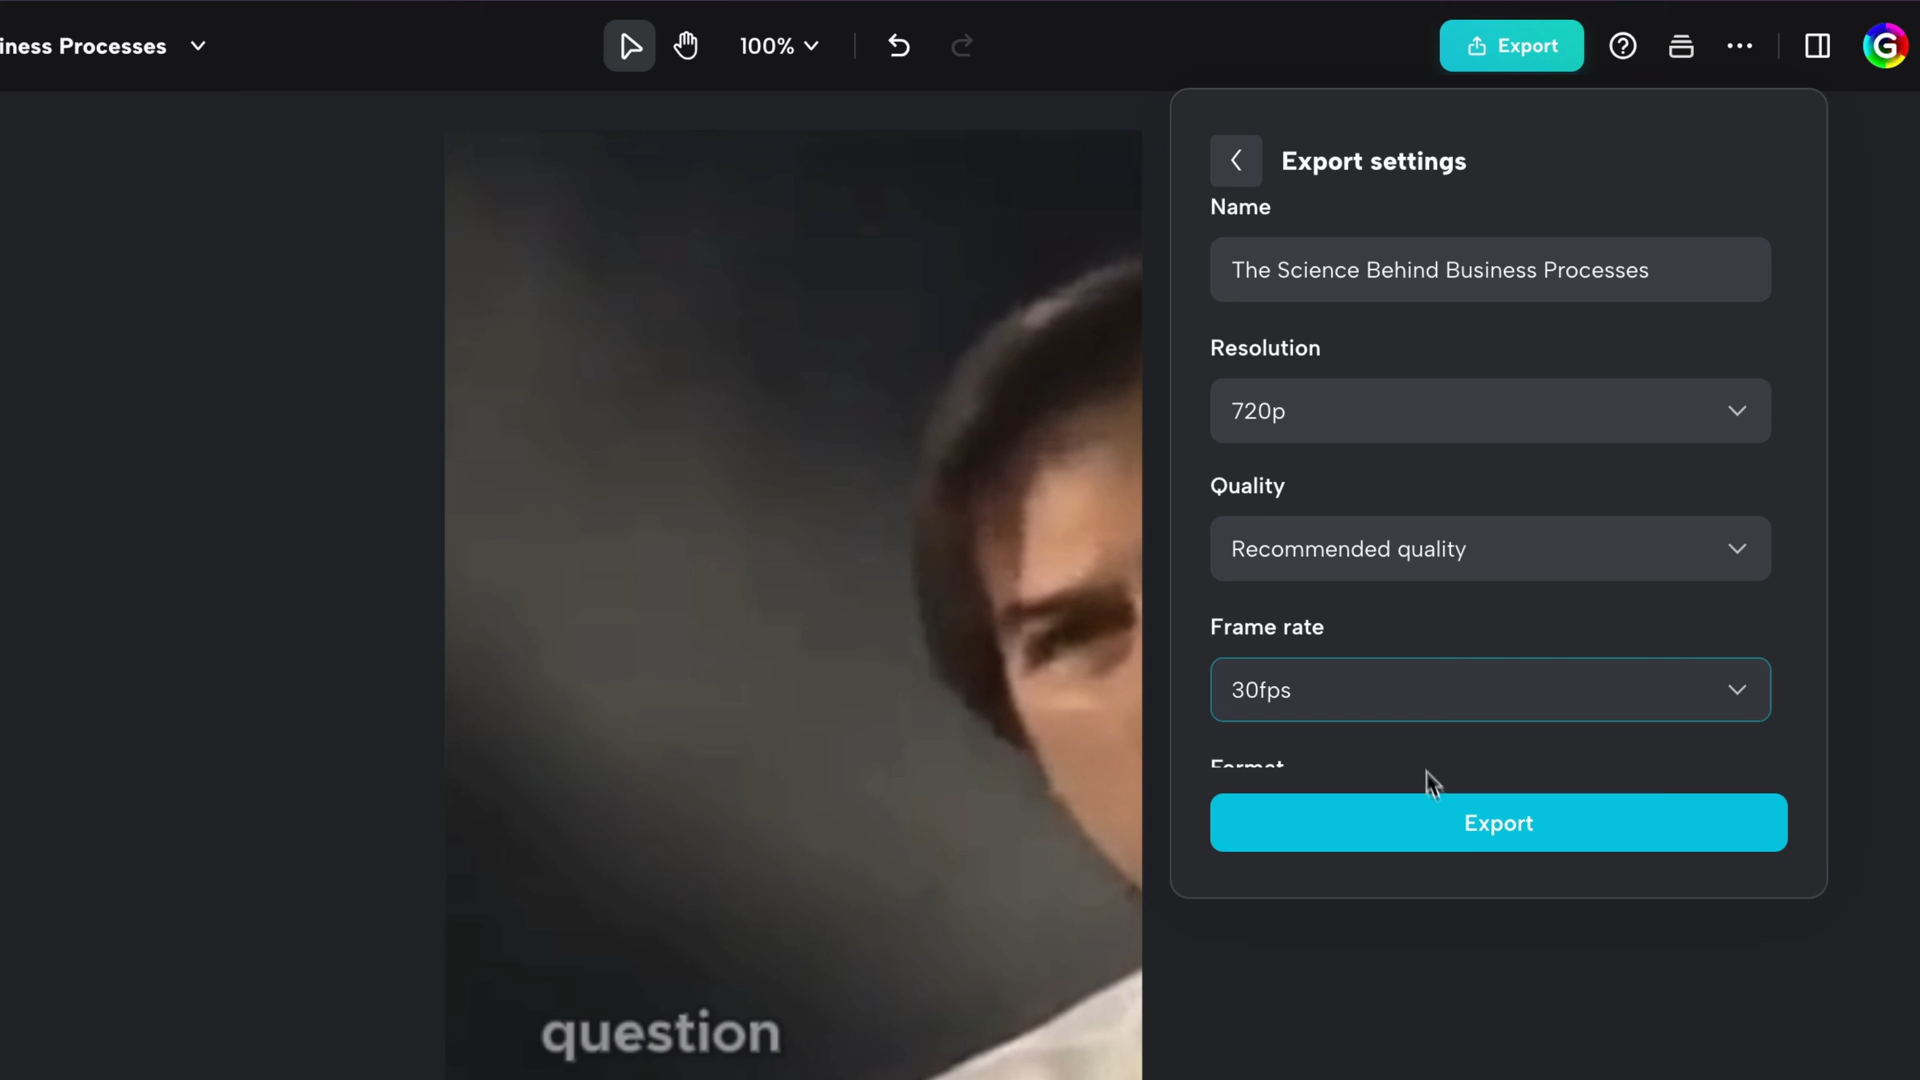 iness Processes
100%
Export
G
Export settings
Name
The Science Behind Business Processes
Resolution
720p
Quality
Recommended quality
Frame rate
30fps
Format
Export
question